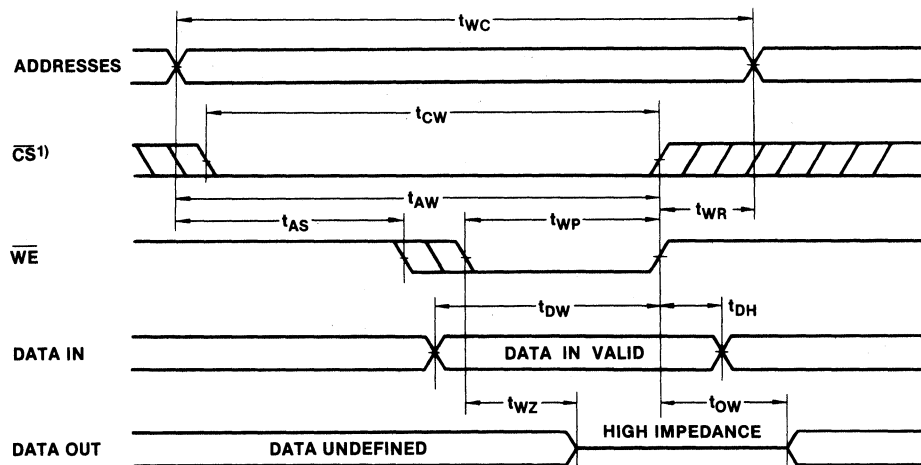 tWC
ADDRESSES
tCW
CS1)
tAW
tAS
tWP
tWR
WE
tDW
tDH
DATA IN
DATA IN VALID
tWZ
tOW
DATA OUT
DATA UNDEFINED
HIGH IMPEDANCE